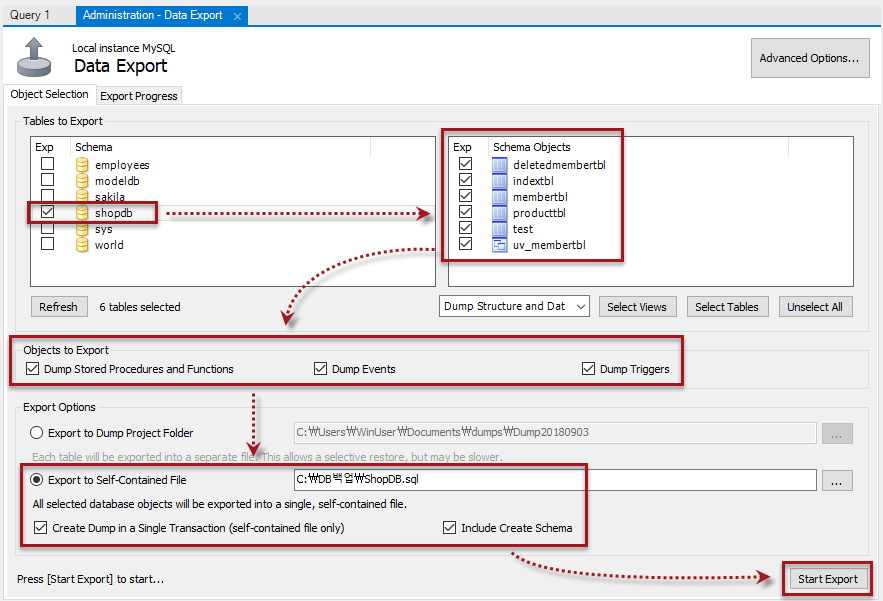 Query 1
Administration - Data Export ×
Local instance MySQL
Data Export
Advanced Options...
Object Selection
Export Progress
Tables to Export
Exp Schema
employees
modeldb
sakila
shopdb
sys
world
Exp Schema Objects
deletedmembertbl
indextbl
membertbl
producttbl
test
uv_membertbl
Refresh
6 tables selected
Dump Structure and Dat
Select Views
Select Tables
Unselect All
Objects to Export
Dump Stored Procedures and Functions
Dump Events
Dump Triggers
Export Options
Export to Dump Project Folder
C:₩Users₩WinUser₩Documents₩dumps₩Dump20180903
...
Each table will be exported into a separate file. This allows a selective restore, but may be slower.
Export to Self-Contained File
C:₩DB백업₩ShopDB.sql
...
All selected database objects will be exported into a single, self-contained file.
Create Dump in a Single Transaction (self-contained file only)
Include Create Schema
Press [Start Export] to start...
Start Export